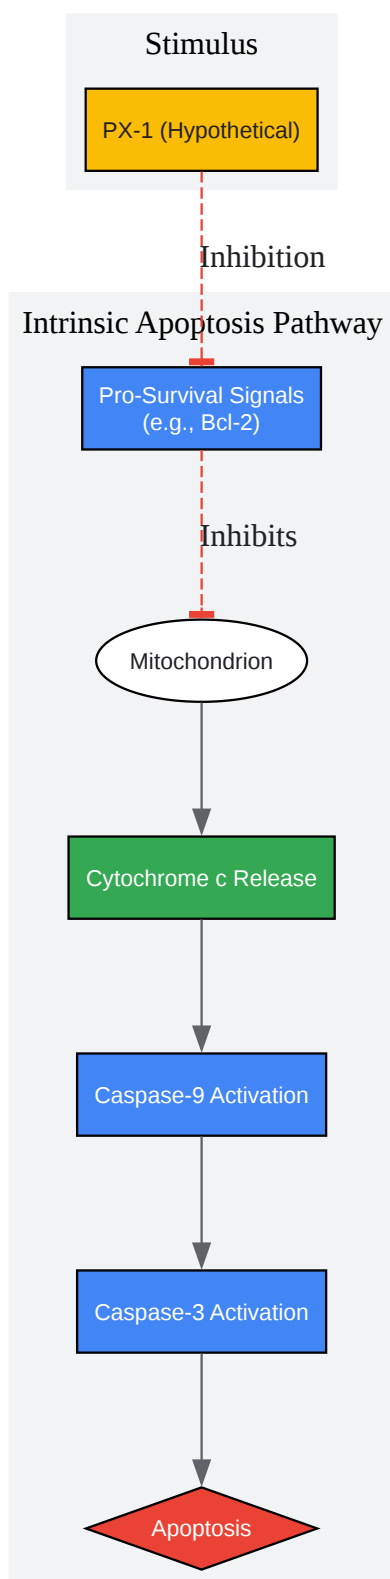 Stimulus
PX-1 (Hypothetical)
Inhibition
Intrinsic Apoptosis Pathway
Pro-Survival Signals
(e.g., Bcl-2)
Inhibits
Mitochondrion
Cytochrome c Release
Caspase-9 Activation
Caspase-3 Activation
Apoptosis